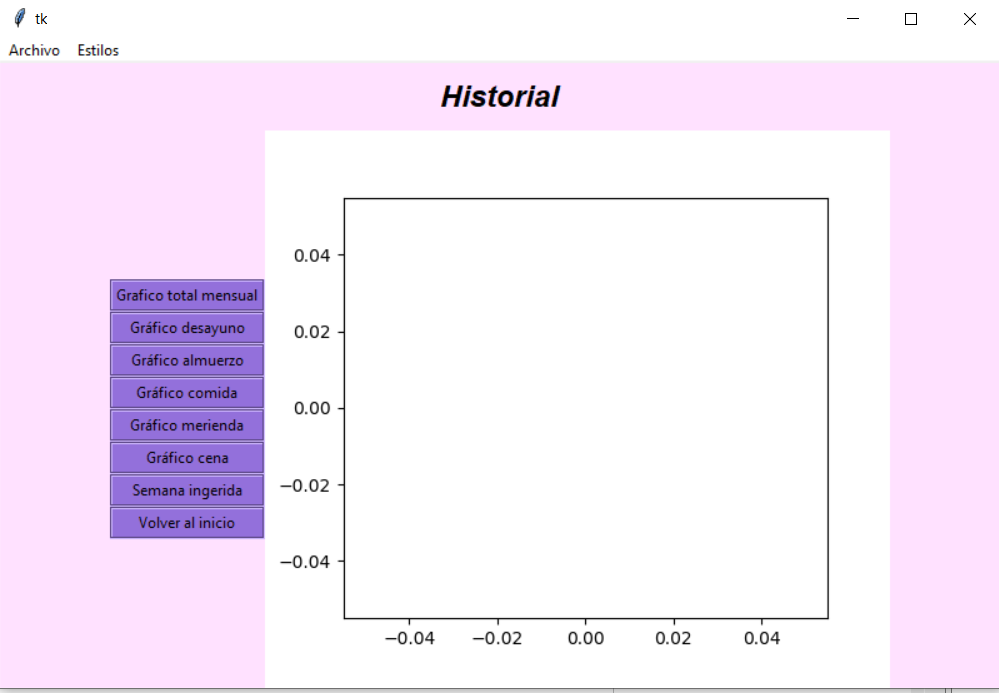 tk
Archivo Estilos
Historial
Grafico total mensual
Gráfico desayuno
Gráfico almuerzo
Gráfico comida
Gráfico merienda
Gráfico cena
Semana ingerida
Volver al inicio
0.04
0.02
0.00
−0.02
−0.04
−0.04 −0.02 0.00 0.02 0.04